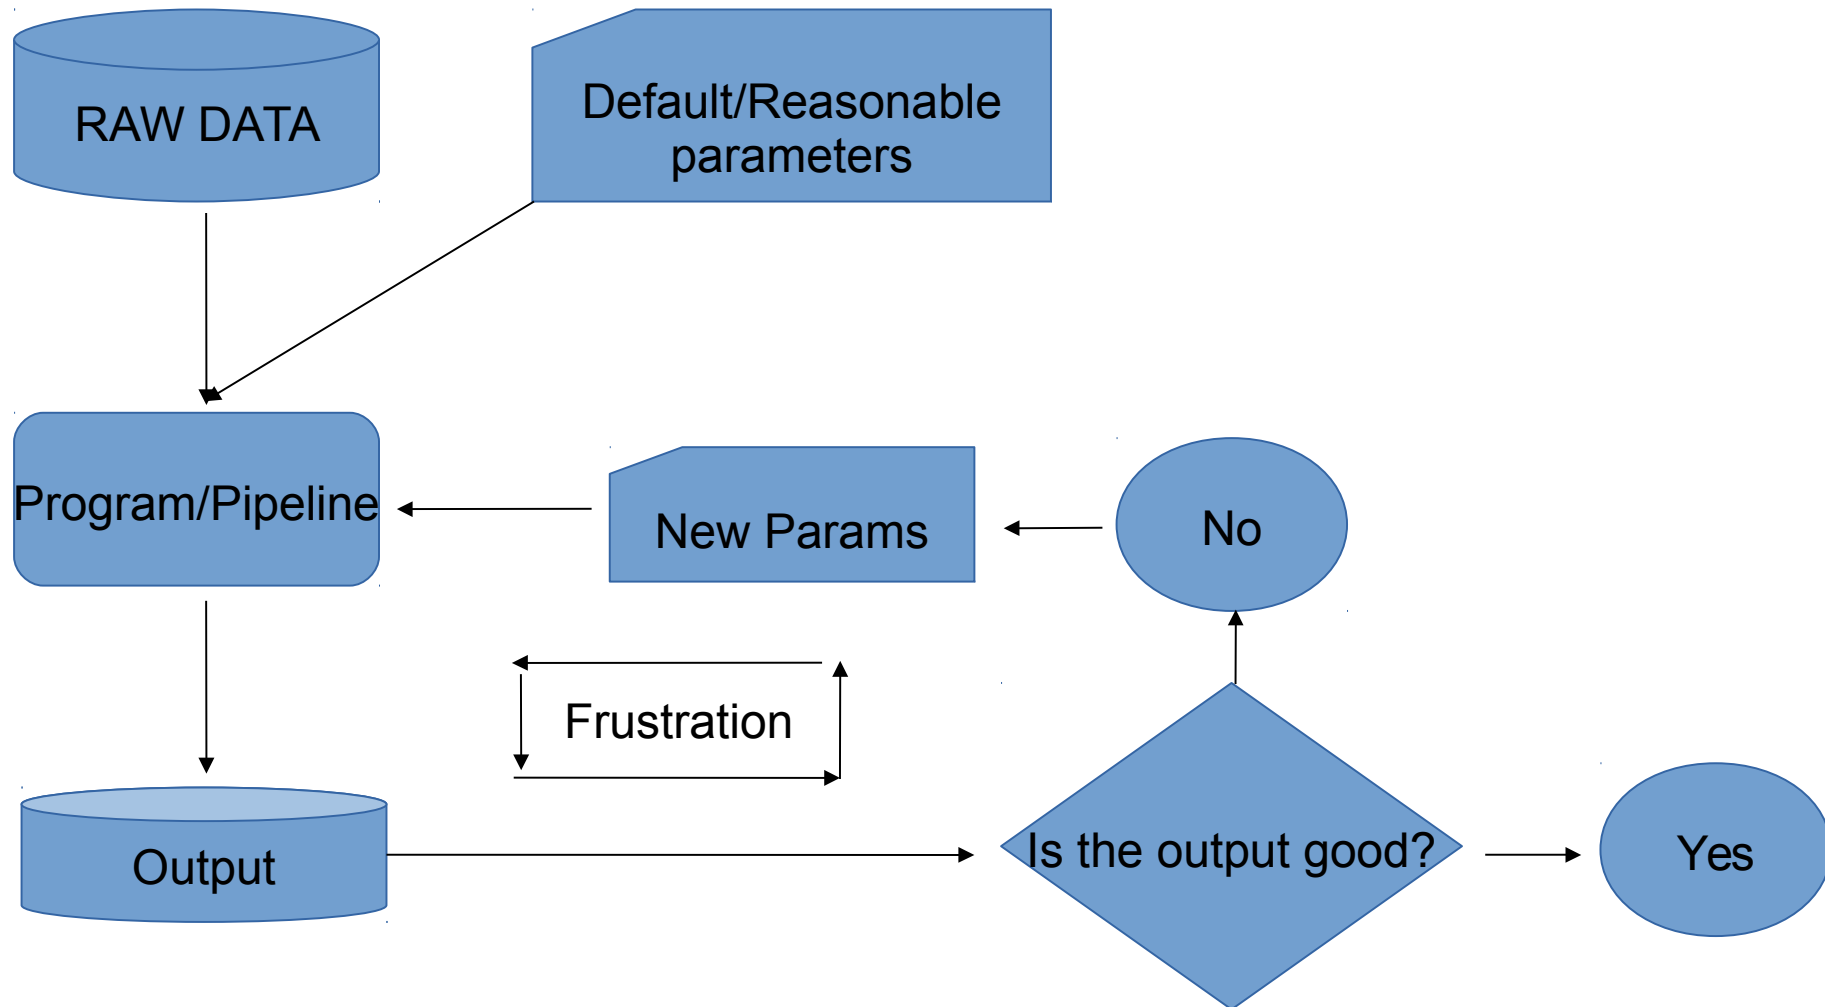 RAW DATA
Default/Reasonable
parameters
Program/Pipeline
New Params
No
Frustration
Output
Is the output good?
Yes